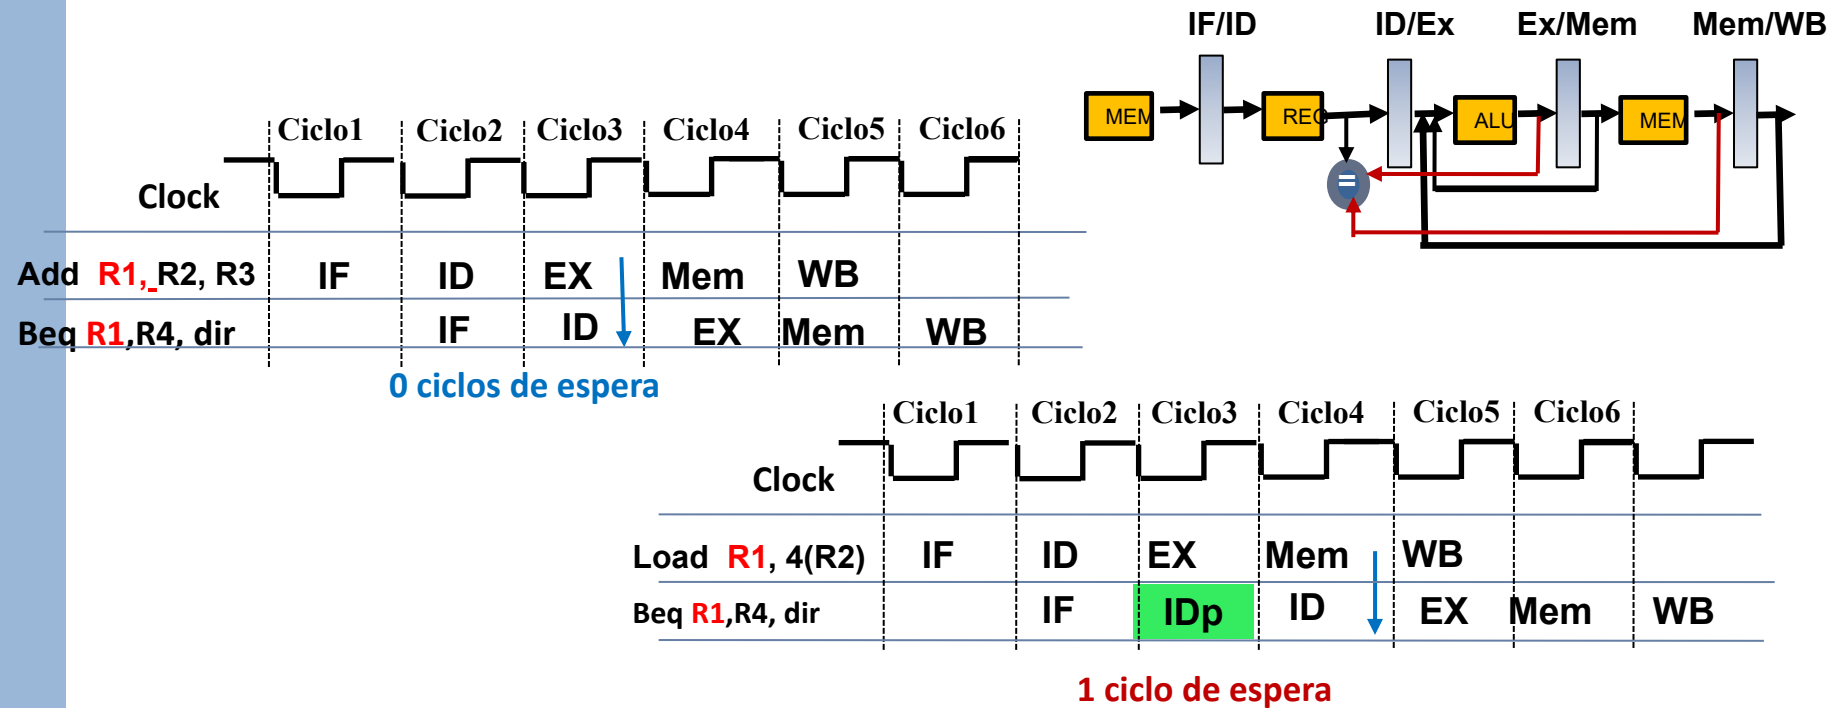 IF/ID ID/Ex Ex/Mem Mem/WB
MEM REG ALU MEM
=
Ciclo1 Ciclo2 Ciclo3 Ciclo4 Ciclo5 Ciclo6
Clock
Add R1, R2, R3 IF ID EX Mem WB
Beq R1,R4, dir IF ID EX Mem WB
0 ciclos de espera
Ciclo1 Ciclo2 Ciclo3 Ciclo4 Ciclo5 Ciclo6
Clock
Load R1, 4(R2) IF ID EX Mem WB
Beq R1,R4, dir IF IDp ID EX Mem WB
1 ciclo de espera